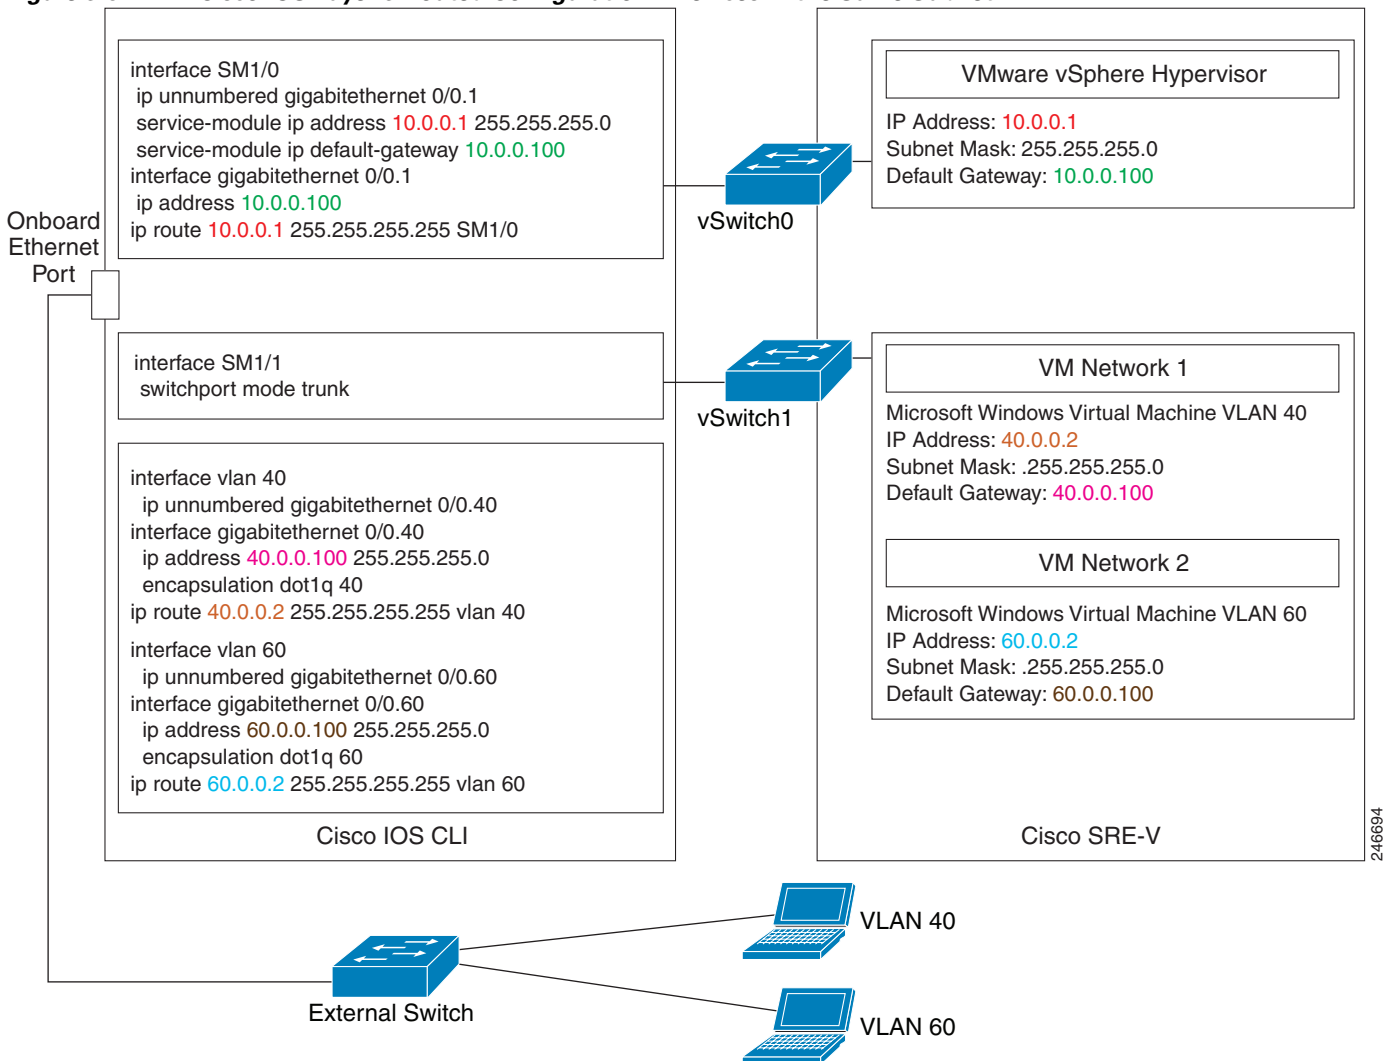 interface SM1/0
ip unnumbered gigabitethernet 0/0.1
service-module ip address 10.0.0.1 255.255.255.0
service-module ip default-gateway 10.0.0.100
interface gigabitethernet 0/0.1
ip address 10.0.0.100
ip route 10.0.0.1 255.255.255.255 SM1/0
Onboard
Ethernet
Port
vSwitch0
VMware vSphere Hypervisor
IP Address: 10.0.0.1
Subnet Mask: 255.255.255.0
Default Gateway: 10.0.0.100
interface SM1/1
switchport mode trunk
vSwitch1
interface vlan 40
ip unnumbered gigabitethernet 0/0.40
interface gigabitethernet 0/0.40
ip address 40.0.0.100 255.255.255.0
encapsulation dot1q 40
ip route 40.0.0.2 255.255.255.255 vlan 40
interface vlan 60
ip unnumbered gigabitethernet 0/0.60
interface gigabitethernet 0/0.60
ip address 60.0.0.100 255.255.255.0
encapsulation dot1q 60
ip route 60.0.0.2 255.255.255.255 vlan 60
VM Network 1
Microsoft Windows Virtual Machine VLAN 40
IP Address: 40.0.0.2
Subnet Mask: .255.255.255.0
Default Gateway: 40.0.0.100
VM Network 2
Microsoft Windows Virtual Machine VLAN 60
IP Address: 60.0.0.2
Subnet Mask: .255.255.255.0
Default Gateway: 60.0.0.100
Cisco IOS CLI
Cisco SRE-V
246694
VLAN 40
External Switch
VLAN 60